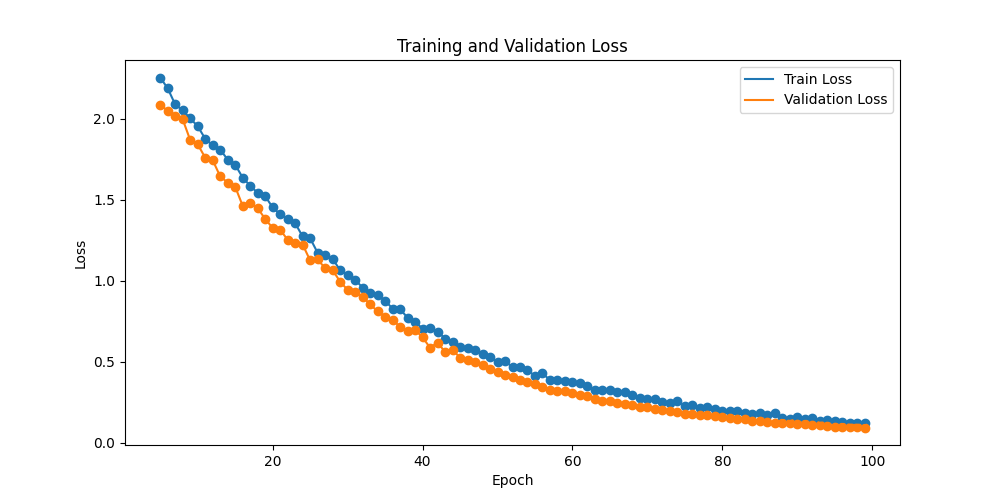 Training and Validation Loss
Train Loss
Validation Loss
2.0
1.5
1.0
0.5
0.0
Loss
20 40 60 80 100
Epoch